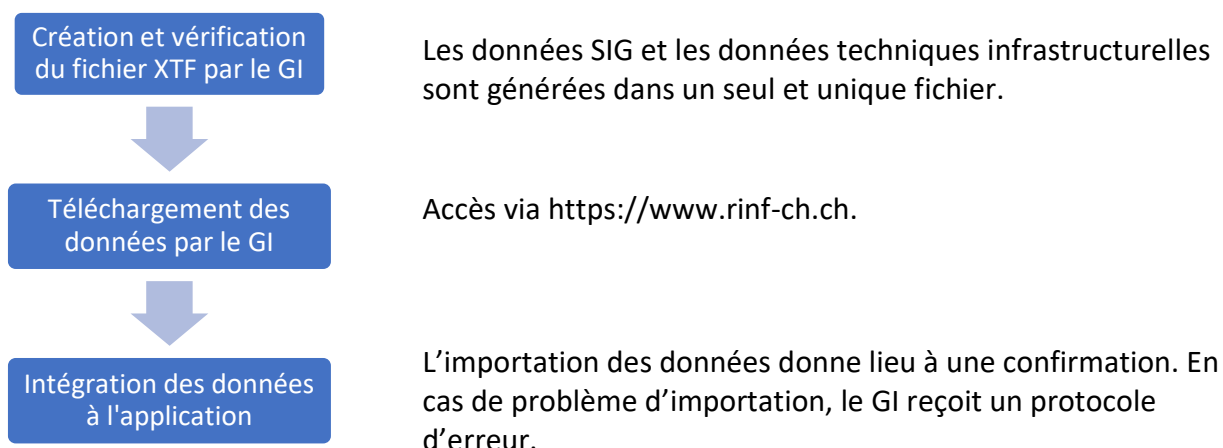 Création et vérification
du fichier XTF par le GI
Les données SIG et les données techniques infrastructurelles
sont générées dans un seul et unique fichier.
Téléchargement des
données par le GI
Accès via https://www.rinf-ch.ch.
Intégration des données
à l'application
L’importation des données donne lieu à une confirmation. En
cas de problème d’importation, le GI reçoit un protocole
d’erreur.